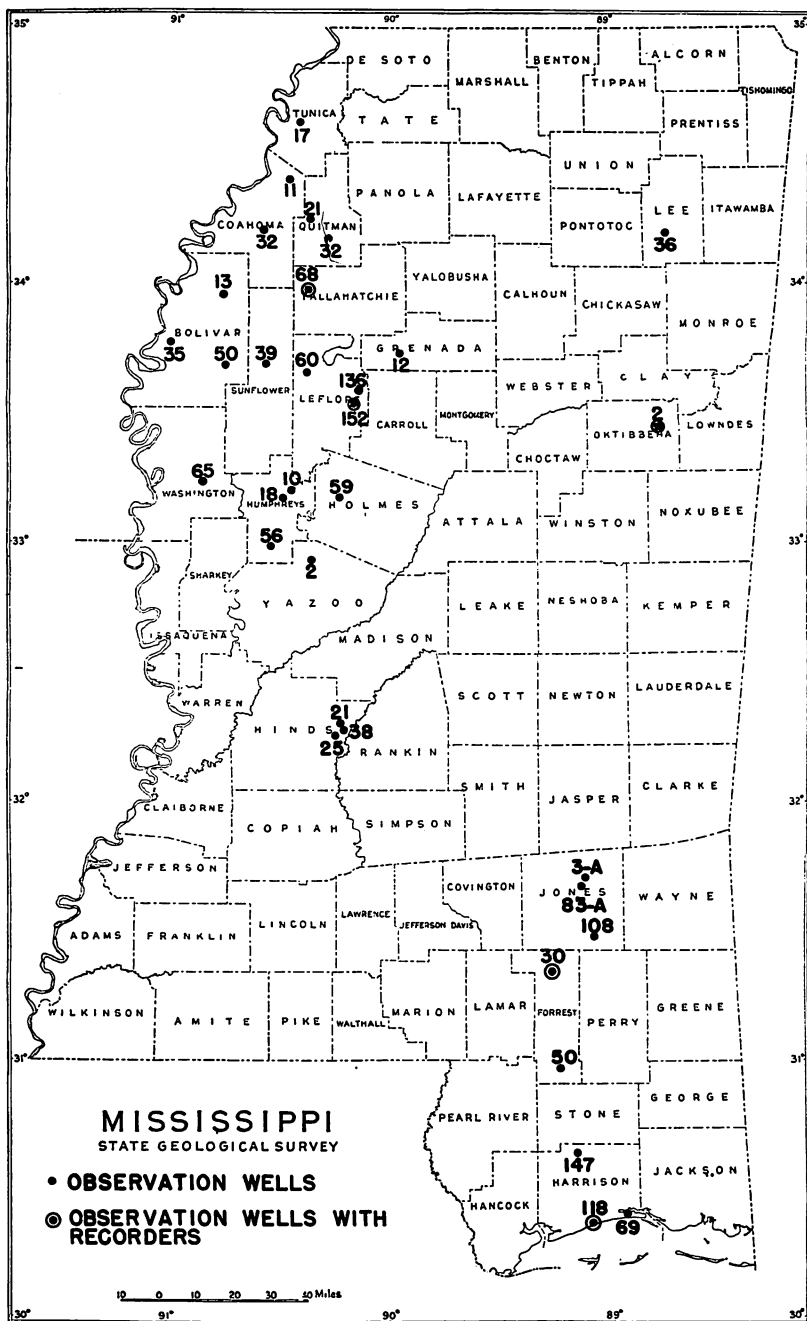 91°
90°
89°
35°
35°
DE SOTO
BENTON
ALCORN
MARSHALL
TIPPAH
TISHOMINGO
TUNICA
17
TATE
PRENTISS
UNION
11
PANOLA
LAFAYETTE
PONTOTOC
LEE
ITAWAMBA
21
COAHOMA
QUITMAN
32
32
36
34°
34°
13
68
TALLAHATCHIE
YALOBUSHA
CALHOUN
CHICKASAW
MONROE
BOLIVAR
35
50
39
60
GRENADA
12
WEBSTER
CLAY
136
SUNFLOWER
LEFLORE
152
CARROLL
MONTGOMERY
2
OKTIBBEHA
LOWNDES
CHOCTAW
65
WASHINGTON
10
18
HUMPHREYS
59
HOLMES
ATTALA
WINSTON
NOXUBEE
33°
33°
56
2
SHARKEY
YAZOO
LEAKE
NESHOBA
KEMPER
ISSAQUENA
MADISON
WARREN
SCOTT
NEWTON
LAUDERDALE
HINDS
21
38
25
RANKIN
SMITH
JASPER
CLARKE
32°
32°
CLAIBORNE
COPIAH
SIMPSON
JEFFERSON
COVINGTON
3-A
JONES
83-A
WAYNE
108
ADAMS
FRANKLIN
LINCOLN
LAWRENCE
JEFFERSON DAVIS
30
WILKINSON
AMITE
PIKE
WALTHALL
MARION
LAMAR
FORREST
PERRY
GREENE
31°
31°
50
PEARL RIVER
STONE
GEORGE
147
HARRISON
JACKSON
HANCOCK
118
69
MISSISSIPPI
STATE GEOLOGICAL SURVEY
OBSERVATION WELLS
OBSERVATION WELLS WITH
RECORDERS
10 0 10 20 30 40 Miles
30°
30°
91°
90°
89°